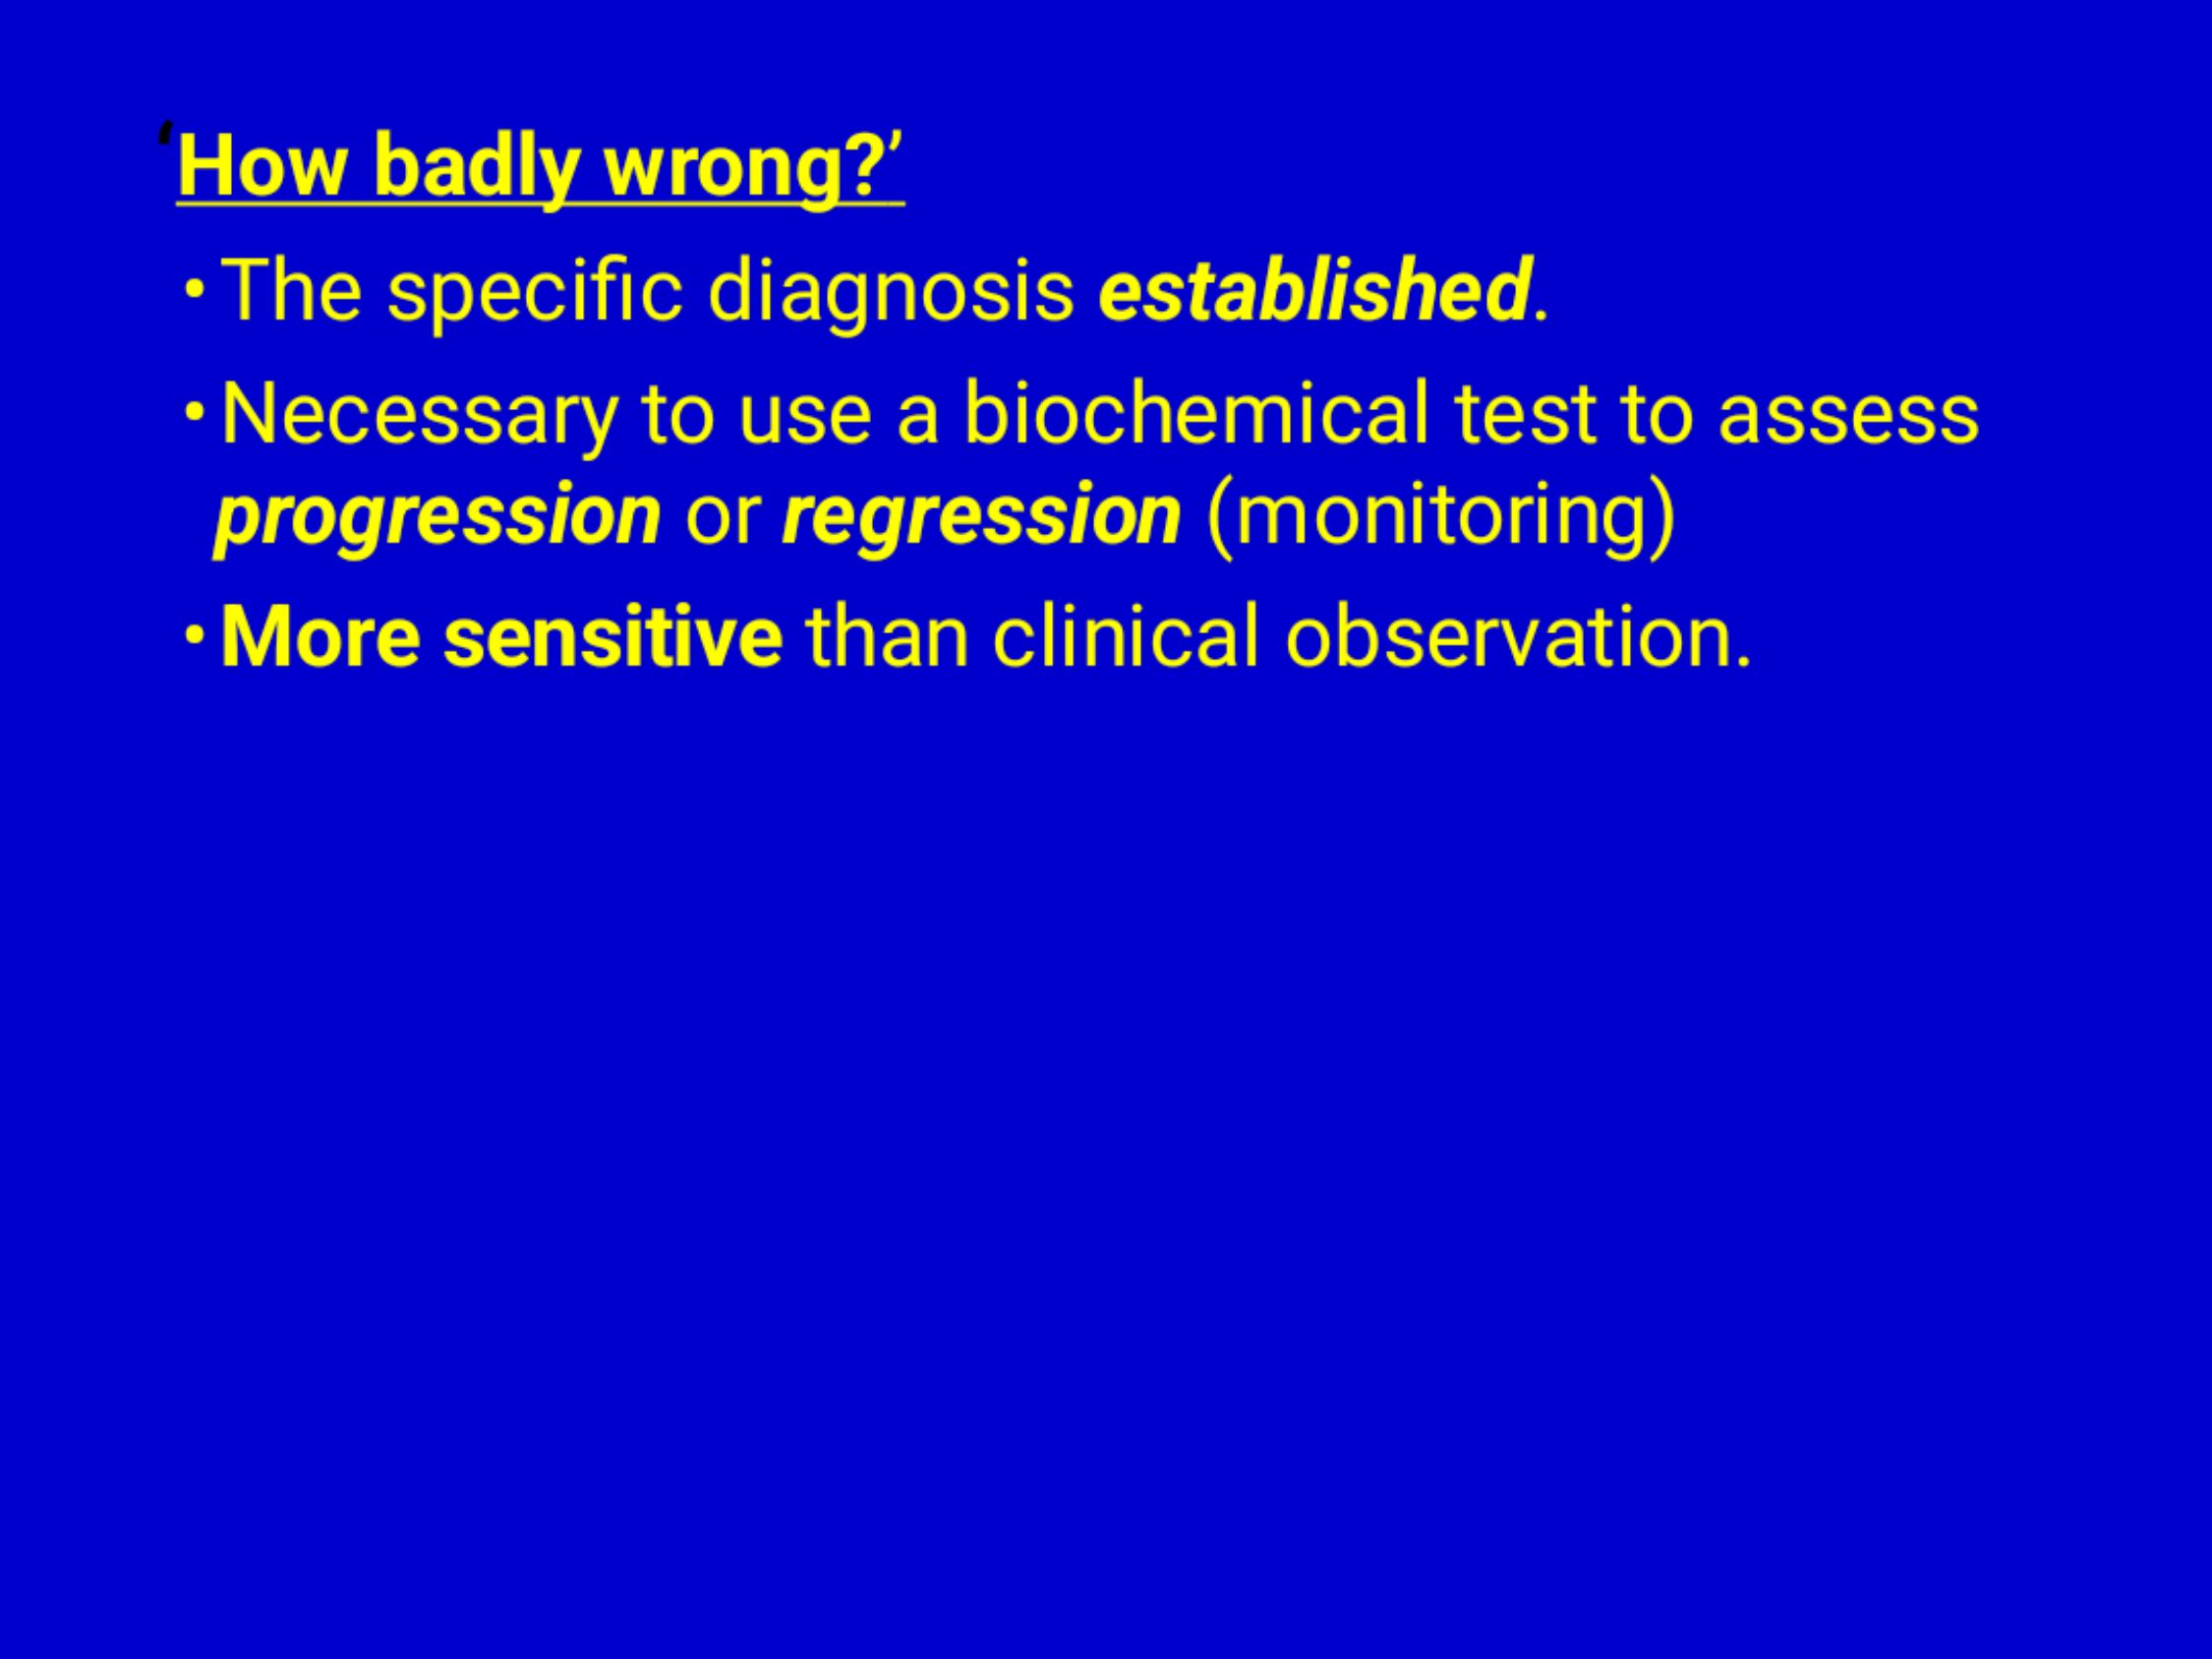 ‘How badly wrong?’
• The specific diagnosis established.
• Necessary to use a biochemical test to assess
progression or regression (monitoring)
• More sensitive than clinical observation.